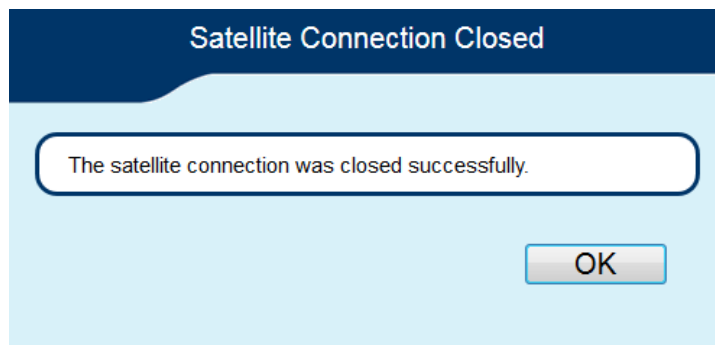 Satellite Connection Closed
The satellite connection was closed successfully.
OK